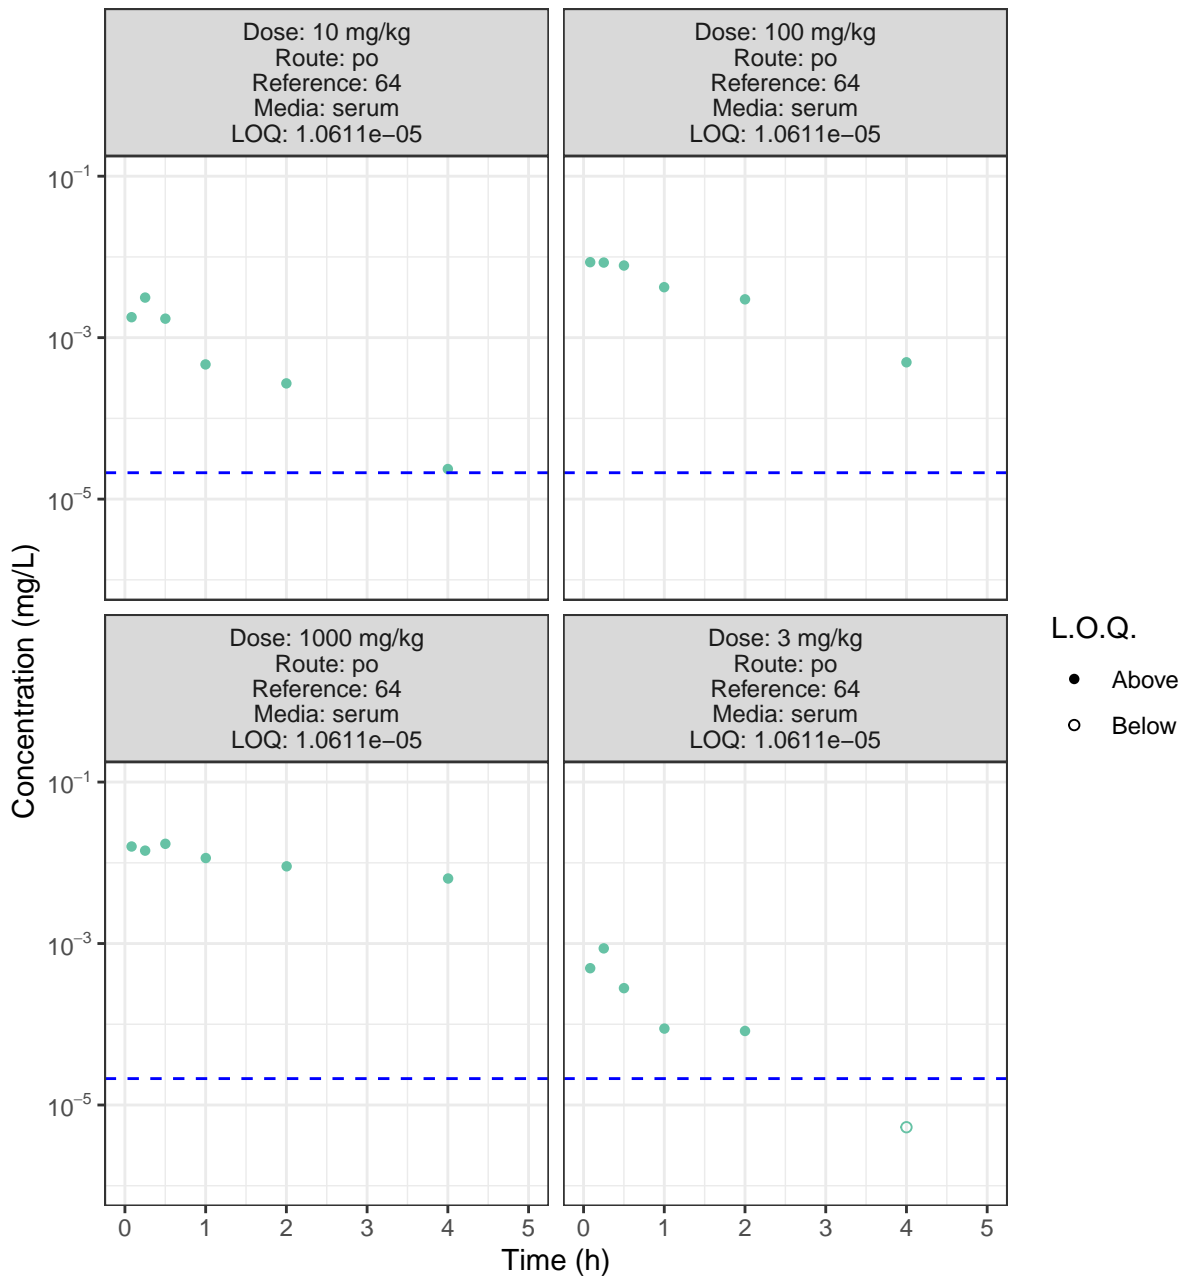 Dose: 10 mg/kg
Route: po
Reference: 64
Media: serum
LOQ: 1.0611e−05
Dose: 100 mg/kg
Route: po
Reference: 64
Media: serum
LOQ: 1.0611e−05
10⁻¹
10⁻³
10⁻⁵
Concentration (mg/L)
Dose: 1000 mg/kg
Route: po
Reference: 64
Media: serum
LOQ: 1.0611e−05
Dose: 3 mg/kg
Route: po
Reference: 64
Media: serum
LOQ: 1.0611e−05
10⁻¹
10⁻³
10⁻⁵
0 1 2 3 4 5
0 1 2 3 4 5
Time (h)
L.O.Q.
Above
Below